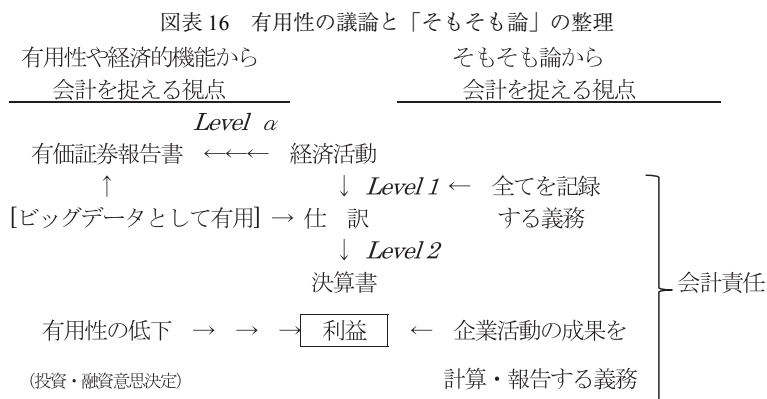 図表16 有用性の議論と「そもそも論」の整理
有用性や経済的機能から そもそも論から
会計を捉える視点 会計を捉える視点
Level α
有価証券報告書 ←←← 経済活動
↑ ↓ Level 1 ← 全てを記録
[ビッグデータとして有用] → 仕 訳 する義務
↓ Level 2
決算書 会計責任
有用性の低下 → → → 利益 ← 企業活動の成果を
(投資・融資意思決定) 計算・報告する義務